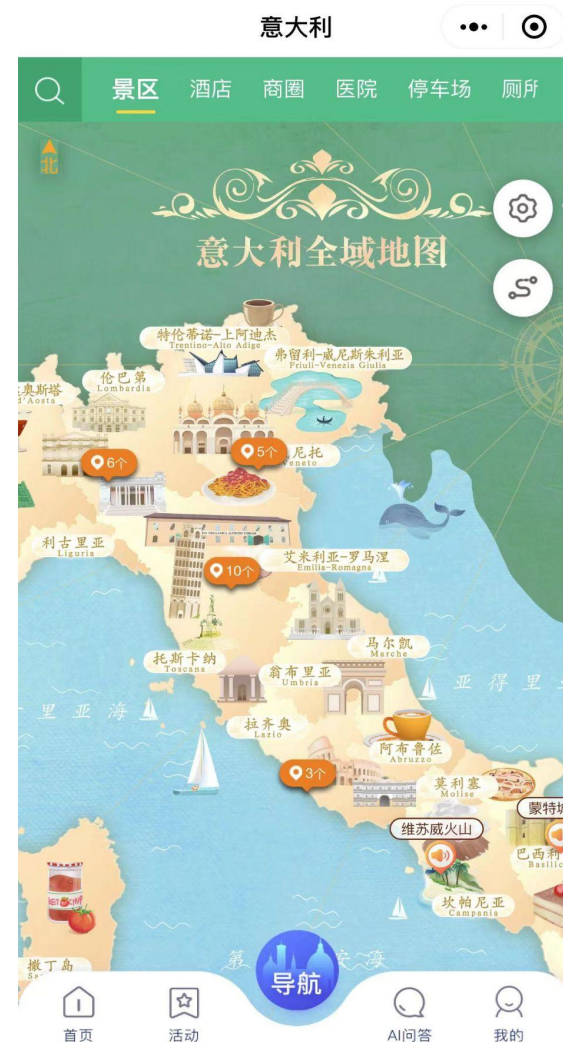 意大利
景区 酒店 商圈 医院 停车场 厕所
北
意大利全域地图
特伦蒂诺-上阿迪杰
Trentino-Alto Adige
弗留利-威尼斯朱利亚
Friuli-Venezia Giulia
奥斯塔
d'Aosta
伦巴第
Lombardia
尼托
Veneto
5个
6个
利古里亚
Liguria
艾米利亚-罗马涅
Emilia-Romagna
10个
马尔凯
Marche
托斯卡纳
Toscana
翁布里亚
Umbria
亚得里
里亚海
拉齐奥
Lazio
阿布鲁佐
Abruzzo
3个
莫利塞
Molise
蒙特城
维苏威火山
巴西利
Basilic
KETCHUP
坎帕尼亚
Campania
撒丁岛
第
安海
导航
首页 活动 AI问答 我的